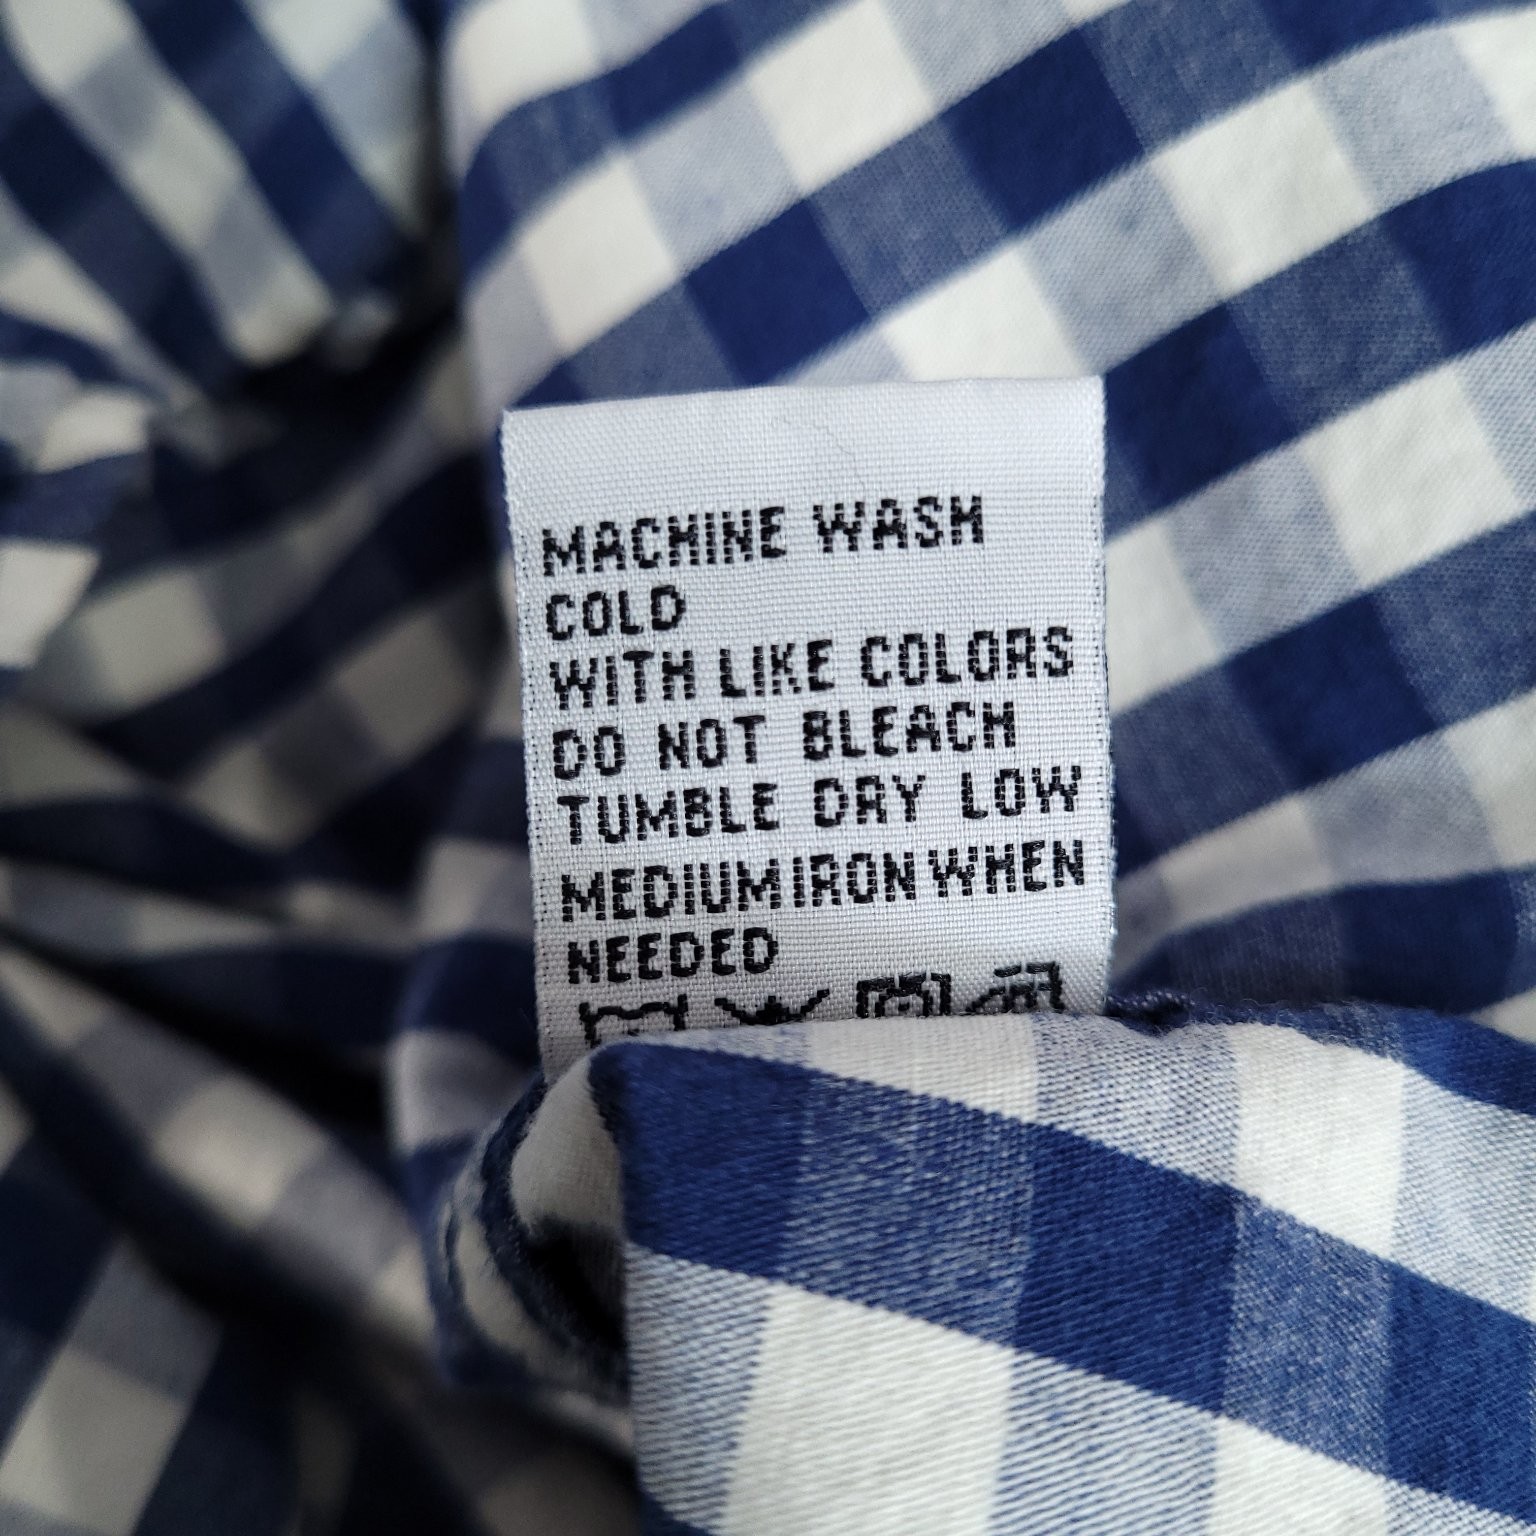 MACHINE WASH
COLD
WITH LIKE COLORS
DO NOT BLEACH
TUMBLE DRY LOW
MEDIUM IRON WHEN
NEEDED